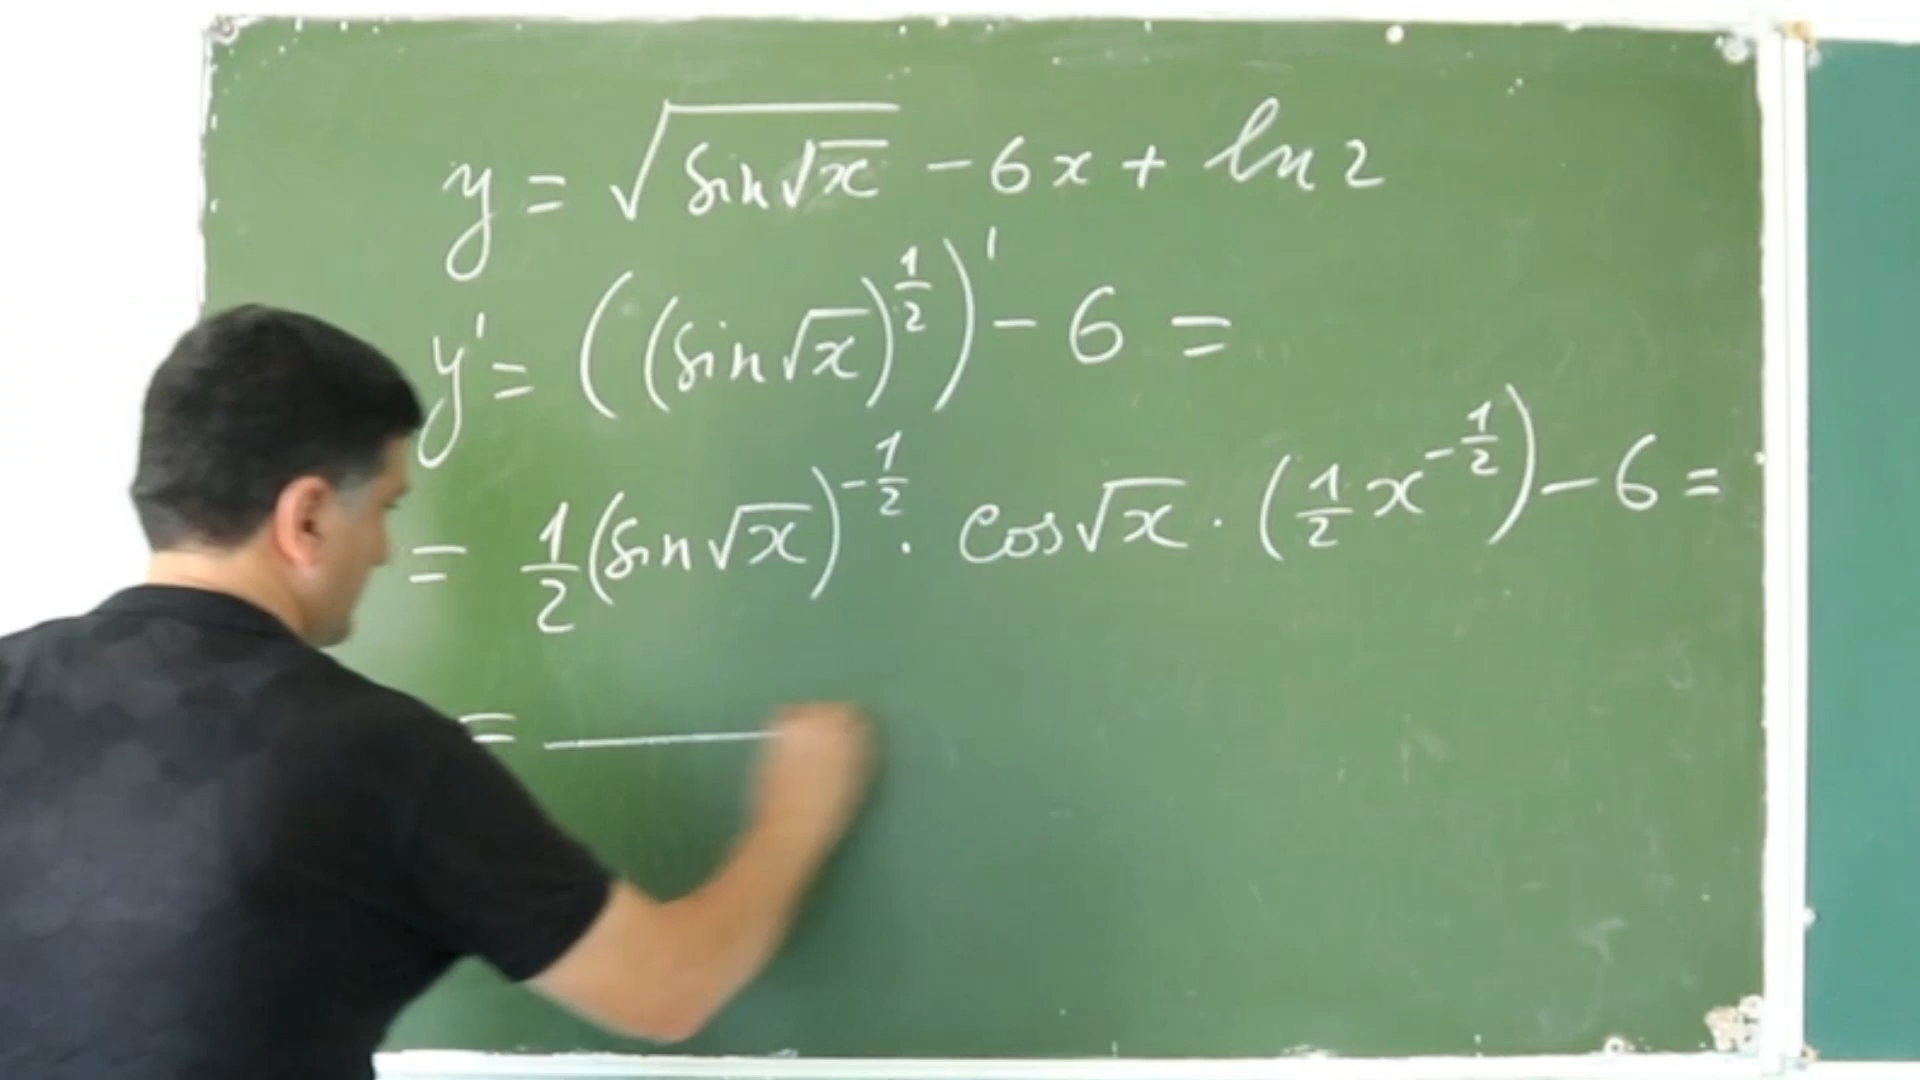 y = √(sin√x) - 6x + ln 2
y' = ((sin√x)^(1/2))' - 6 =
= 1/2 (sin√x)^(-1/2) · cos√x · (1/2 x^(-1/2)) - 6 =
=